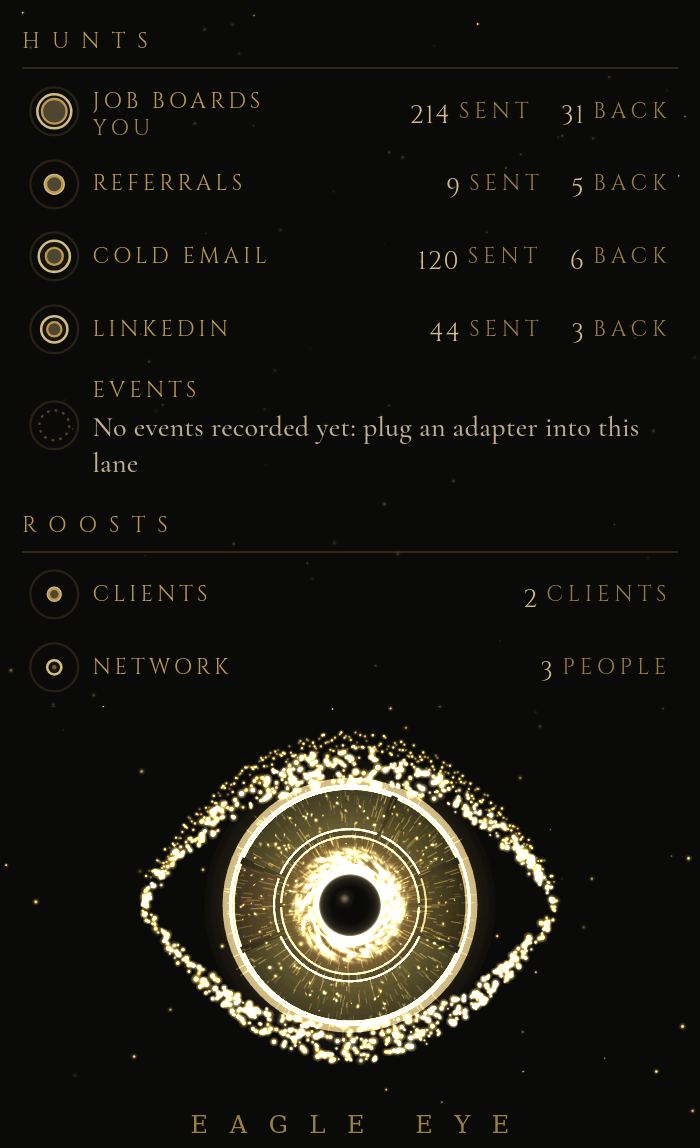 HUNTS
JOB BOARDS
YOU
214 SENT 31 BACK
REFERRALS 9 SENT 5 BACK
COLD EMAIL 120 SENT 6 BACK
LINKEDIN 44 SENT 3 BACK
EVENTS
No events recorded yet: plug an adapter into this
lane
ROOSTS
CLIENTS 2 CLIENTS
NETWORK 3 PEOPLE
EAGLE EYE